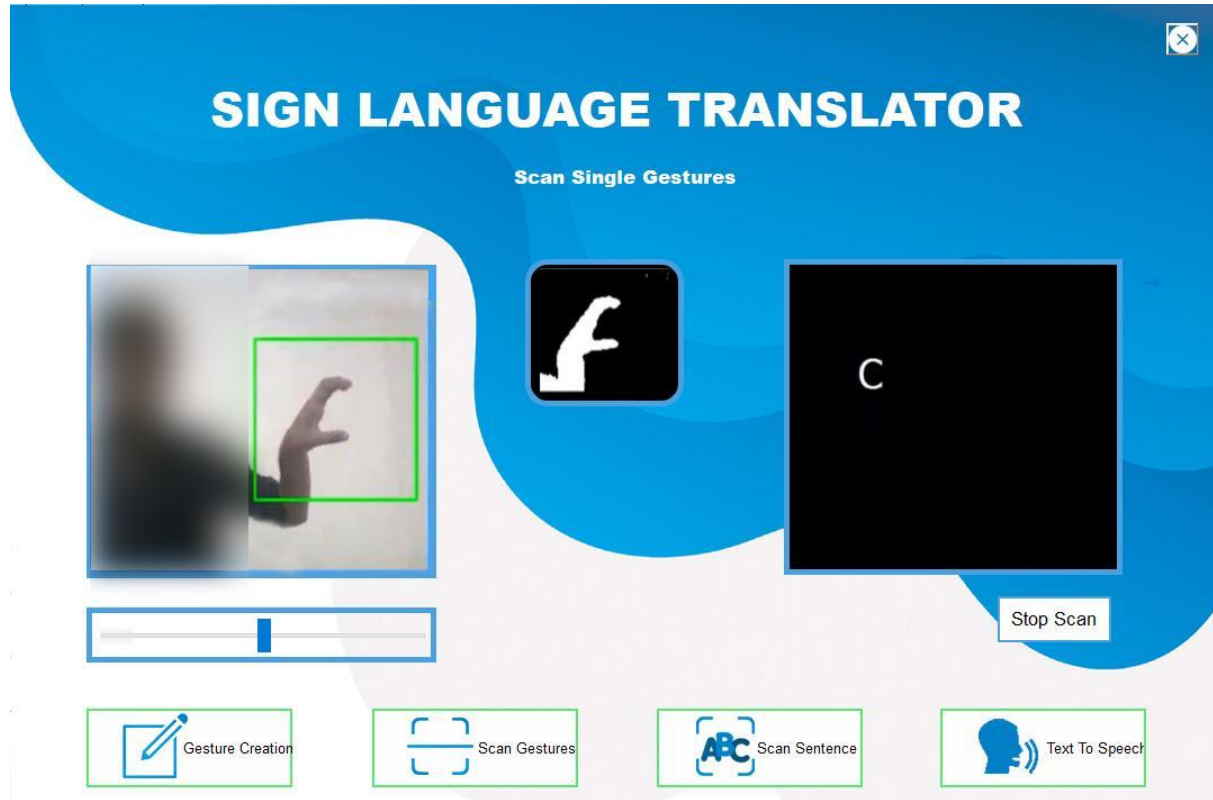 SIGN LANGUAGE TRANSLATOR
Scan Single Gestures
C
Stop Scan
Gesture Creation
Scan Gestures
ABC
Scan Sentence
Text To Speech